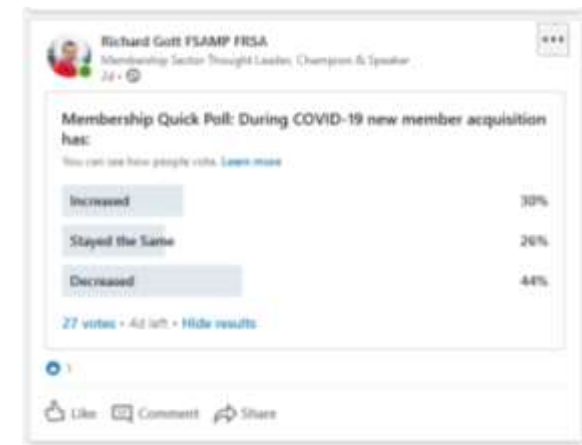 Richard Gott FSAMP FRSA
Membership Sector Thought Leader, Champion & Speaker
2d •
Membership Quick Poll: During COVID-19 new member acquisition
has:
You can see how people vote. Learn more
Increased 30%
Stayed the Same 26%
Decreased 44%
27 votes • 4d left • Hide results
1
Like Comment Share